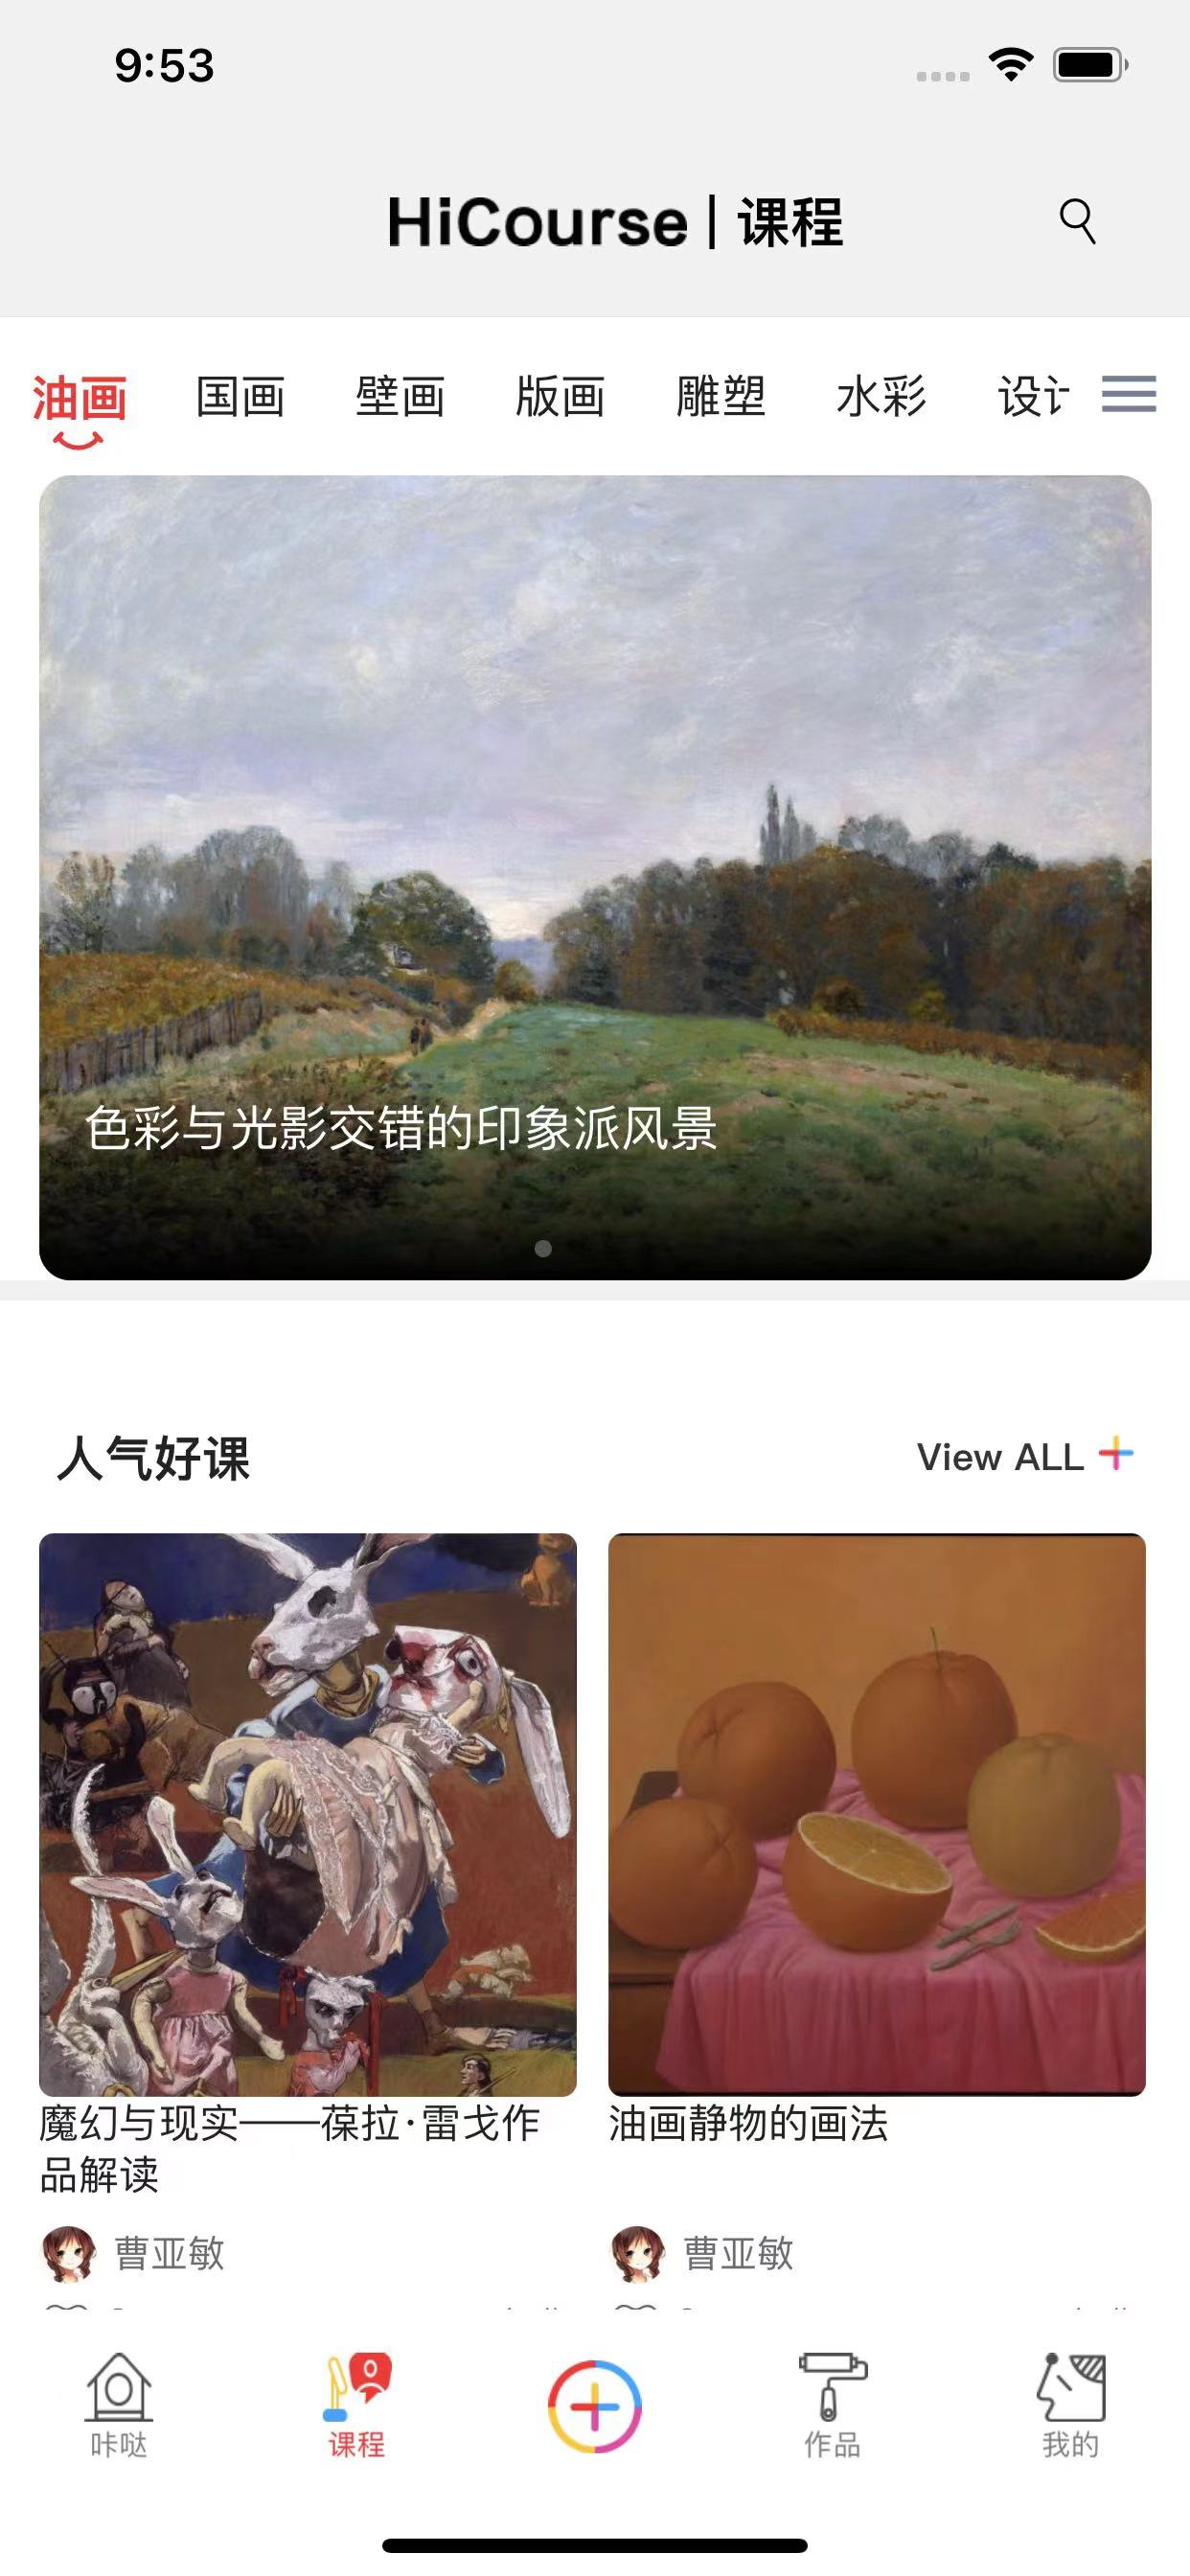 9:53
HiCourse | 课程
油画 国画 壁画 版画 雕塑 水彩
色彩与光影交错的印象派风景
人气好课 View ALL
魔幻与现实——葆拉·雷戈作
品解读
油画静物的画法
曹亚敏 曹亚敏
咔哒 课程 作品 我的